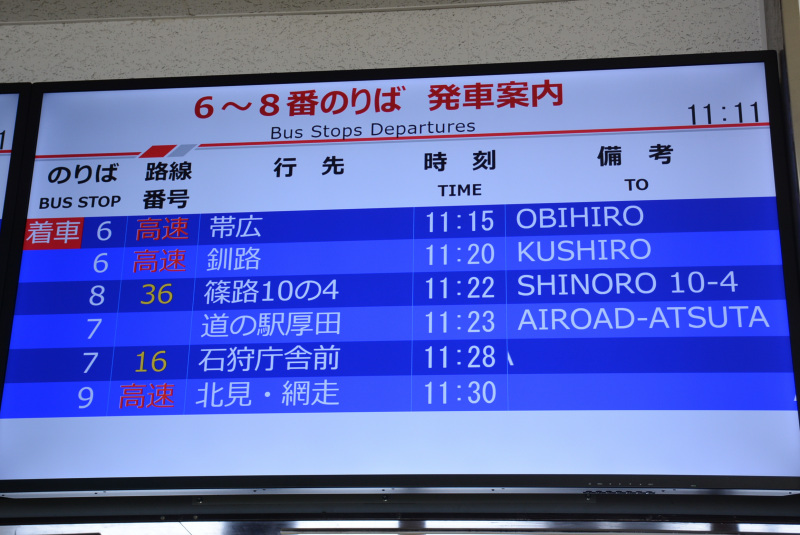 6～8番のりば 発車案内
Bus Stops Departures
11:11
のりば 路線 行先 時刻 備考
BUS STOP 番号 TIME TO
着車 6 高速 帯広 11:15 OBIHIRO
6 高速 釧路 11:20 KUSHIRO
8 36 篠路10の4 11:22 SHINORO 10-4
7 道の駅厚田 11:23 AIROAD-ATSUTA
7 16 石狩庁舎前 11:28
9 高速 北見・網走 11:30